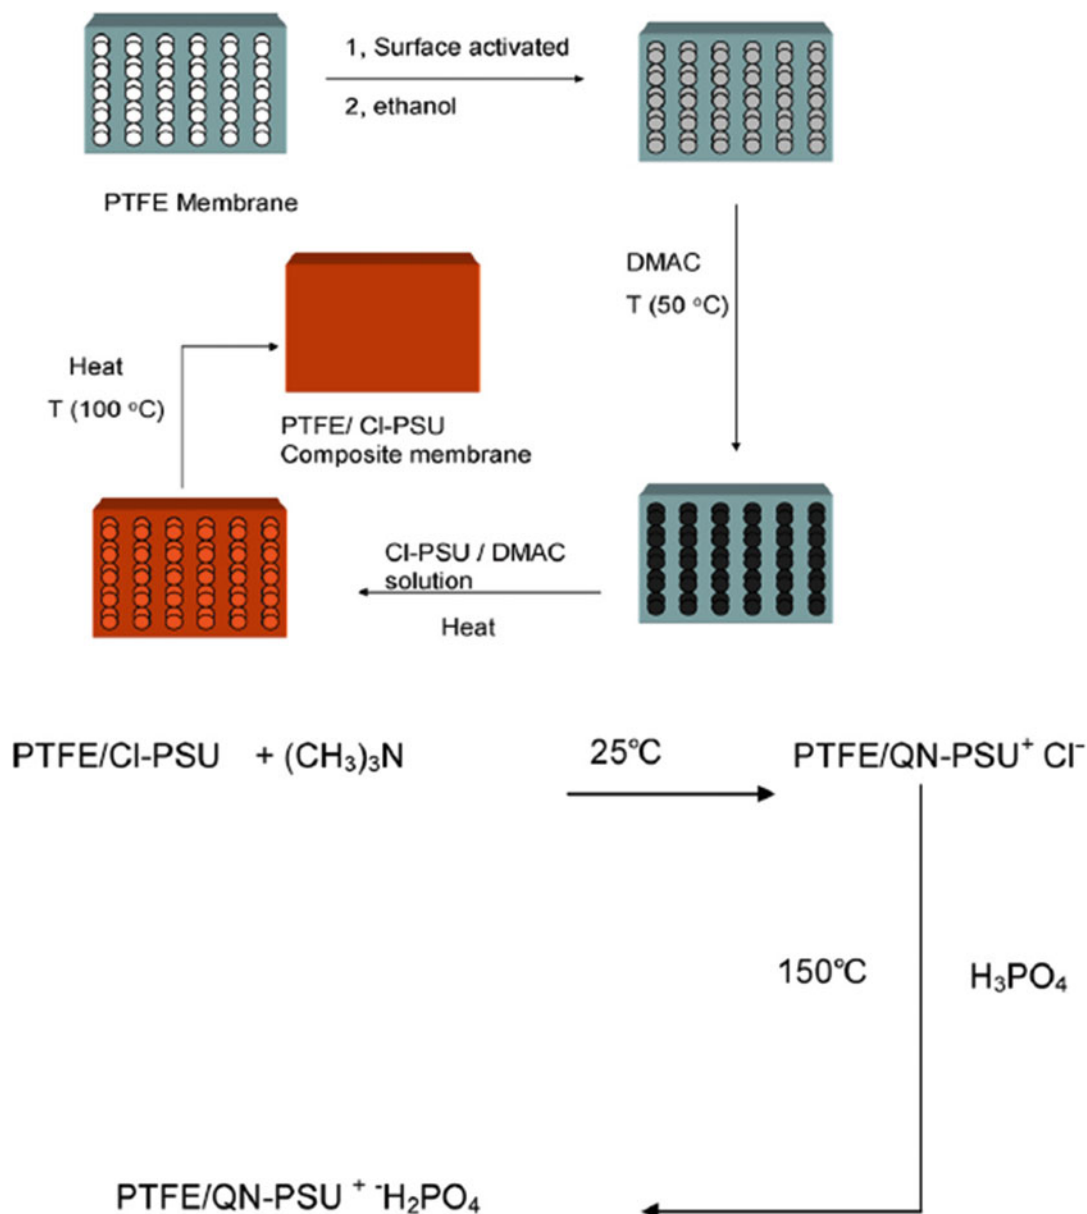 1, Surface activated
2, ethanol
PTFE Membrane
DMAC
T (50 °C)
Cl-PSU / DMAC
solution
Heat
Heat
T (100 °C)
PTFE/ Cl-PSU
Composite membrane
PTFE/Cl-PSU + (CH₃)₃N
25℃
PTFE/QN-PSU⁺ Cl⁻
150℃
H₃PO₄
PTFE/QN-PSU ⁺ ⁻H₂PO₄